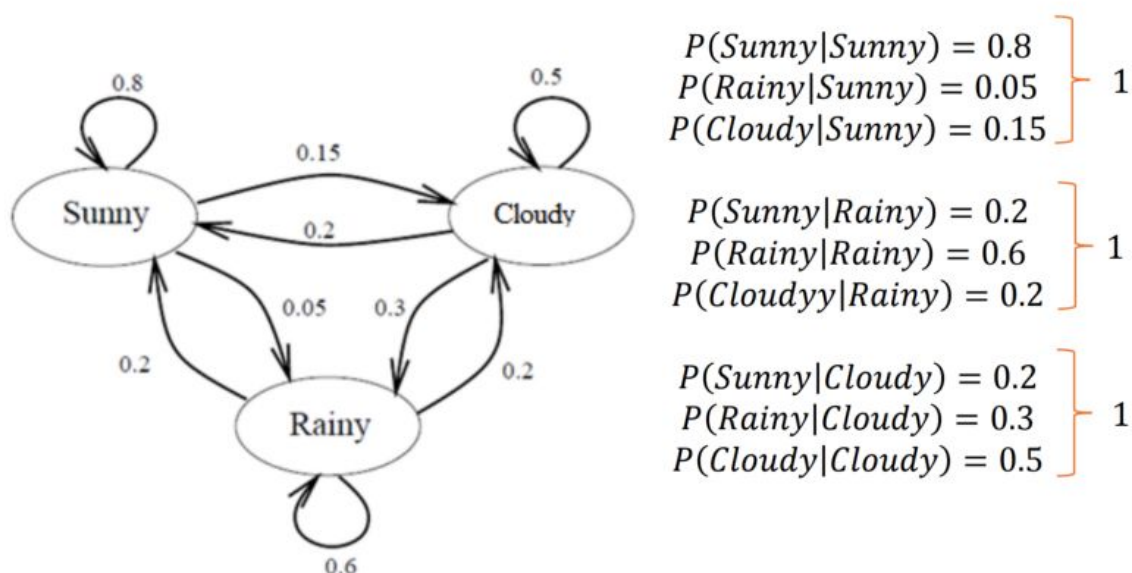 0.8
0.5
0.15
Sunny
Cloudy
0.2
0.05
0.3
0.2
0.2
Rainy
0.6
P(Sunny|Sunny) = 0.8
P(Rainy|Sunny) = 0.05
P(Cloudy|Sunny) = 0.15
1
P(Sunny|Rainy) = 0.2
P(Rainy|Rainy) = 0.6
P(Cloudyy|Rainy) = 0.2
1
P(Sunny|Cloudy) = 0.2
P(Rainy|Cloudy) = 0.3
P(Cloudy|Cloudy) = 0.5
1